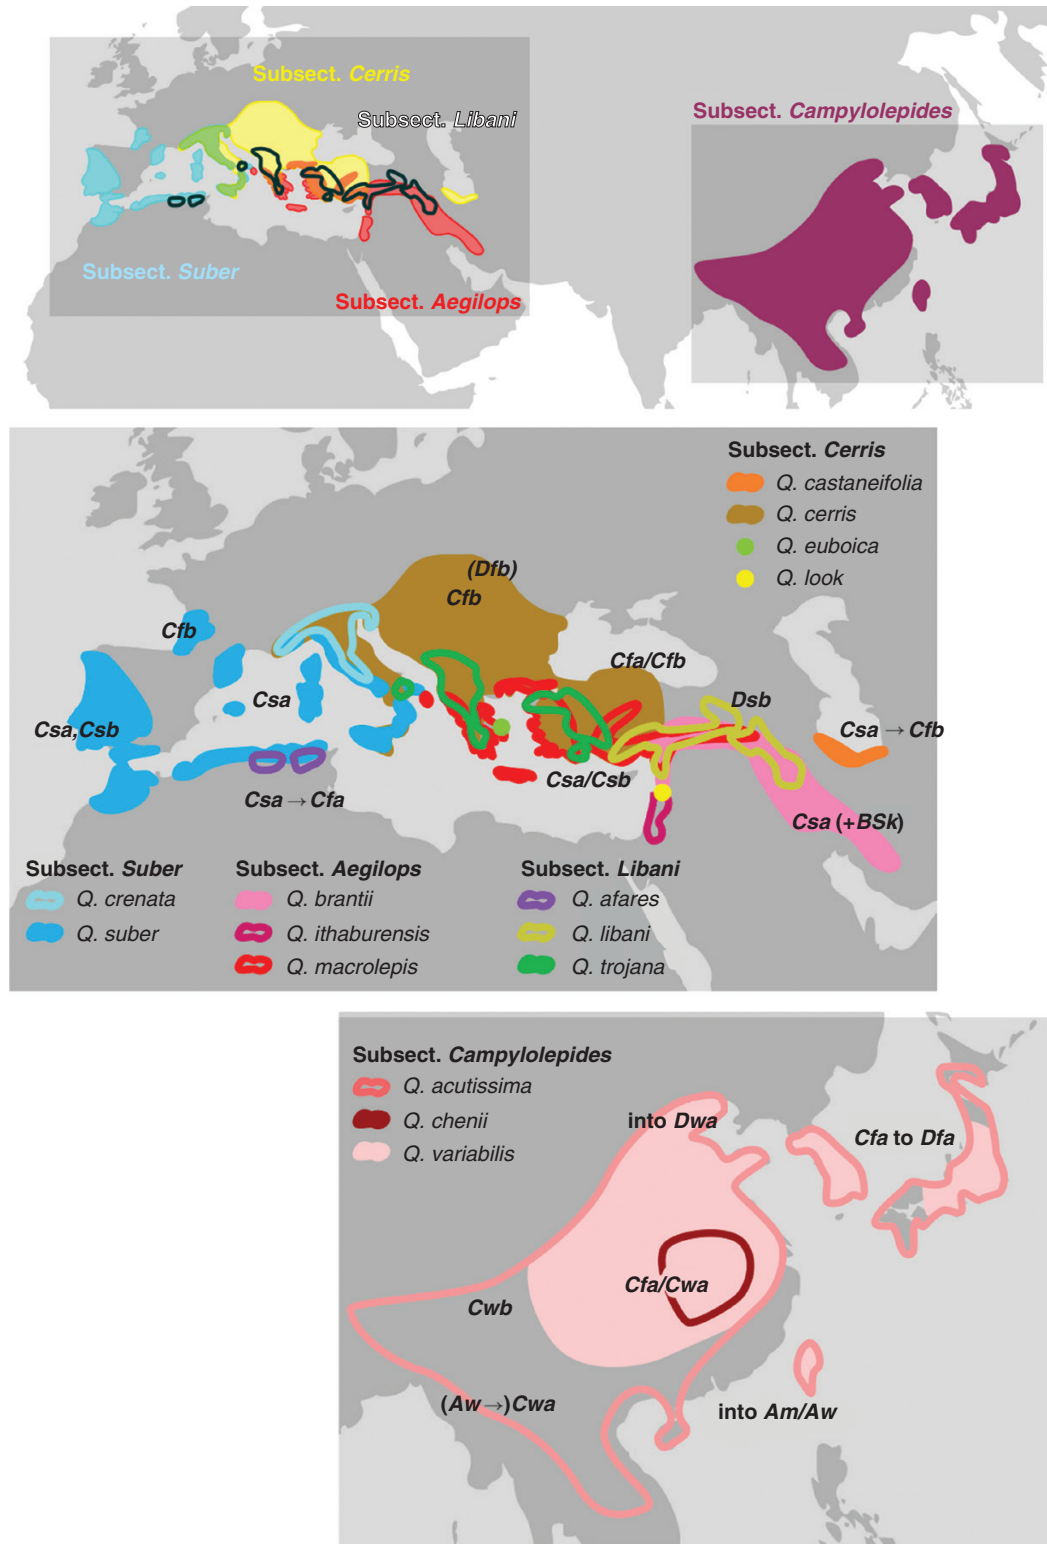 Subsect. Cerris
Subsect. Libani
Subsect. Campylolepides
Subsect. Suber
Subsect. Aegilops
Subsect. Cerris
Q. castaneifolia
Q. cerris
Q. euboica
Q. look
(Dfb)
Cfb
Cfb
Cfa/Cfb
Csa
Dsb
Csa,Csb
Csa → Cfb
Csa/Csb
Csa → Cfa
Csa (+BSk)
Subsect. Suber
Q. crenata
Q. suber
Subsect. Aegilops
Q. brantii
Q. ithaburensis
Q. macrolepis
Subsect. Libani
Q. afares
Q. libani
Q. trojana
Subsect. Campylolepides
Q. acutissima
Q. chenii
Q. variabilis
into Dwa
Cfa to Dfa
Cfa/Cwa
Cwb
(Aw →)Cwa
into Am/Aw